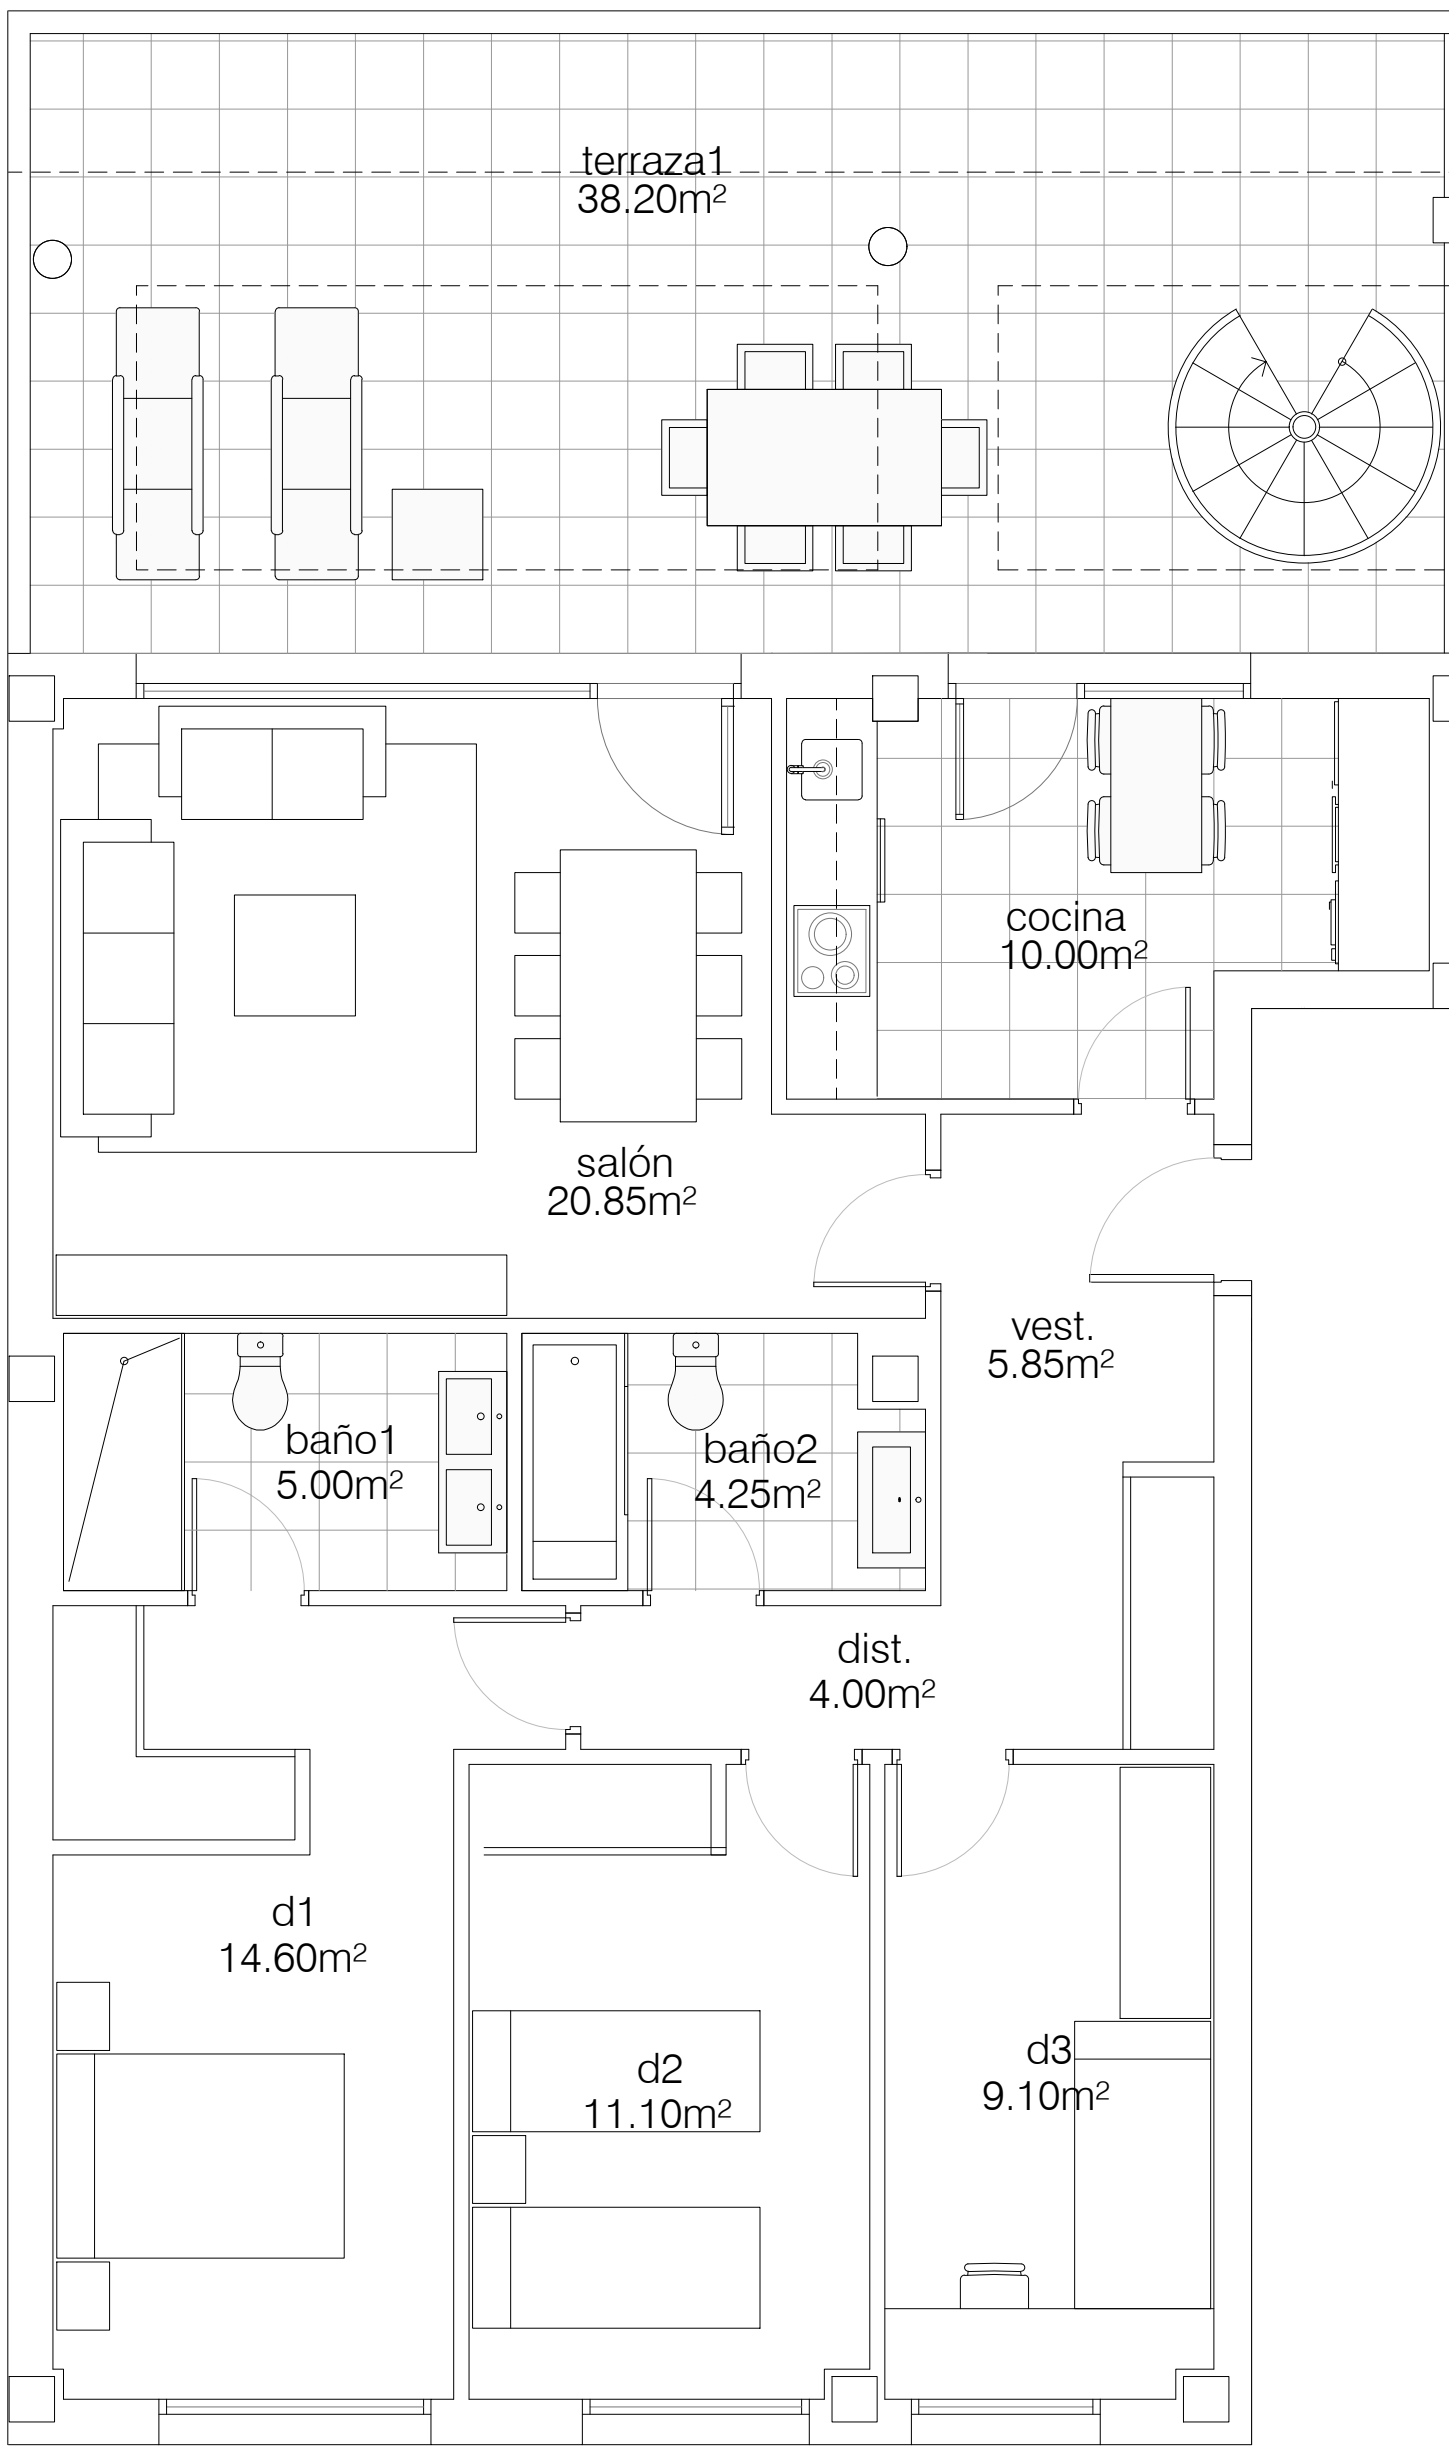 terraza1
38.20m²
cocina
10.00m²
salón
20.85m²
vest.
5.85m²
baño1
5.00m²
baño2
4.25m²
dist.
4.00m²
d1
14.60m²
d2
11.10m²
d3
9.10m²